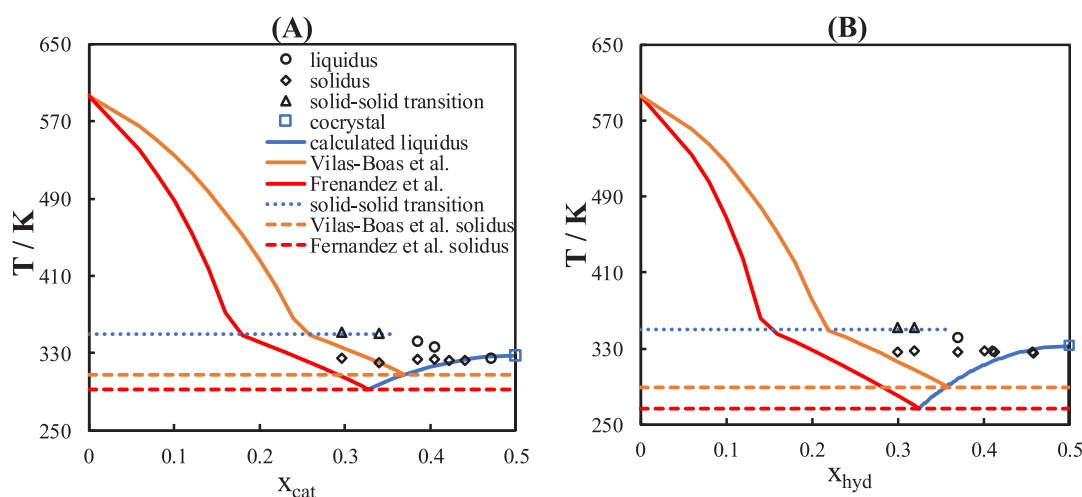 (A)
T / K
650
570
490
410
330
250
0
0.1
0.2
0.3
0.4
0.5
x_cat
liquidus
solidus
solid-solid transition
cocrystal
calculated liquidus
Vilas-Boas et al.
Frenandez et al.
solid-solid transition
Vilas-Boas et al. solidus
Fernandez et al. solidus
(B)
T / K
650
570
490
410
330
250
0
0.1
0.2
0.3
0.4
0.5
x_hyd